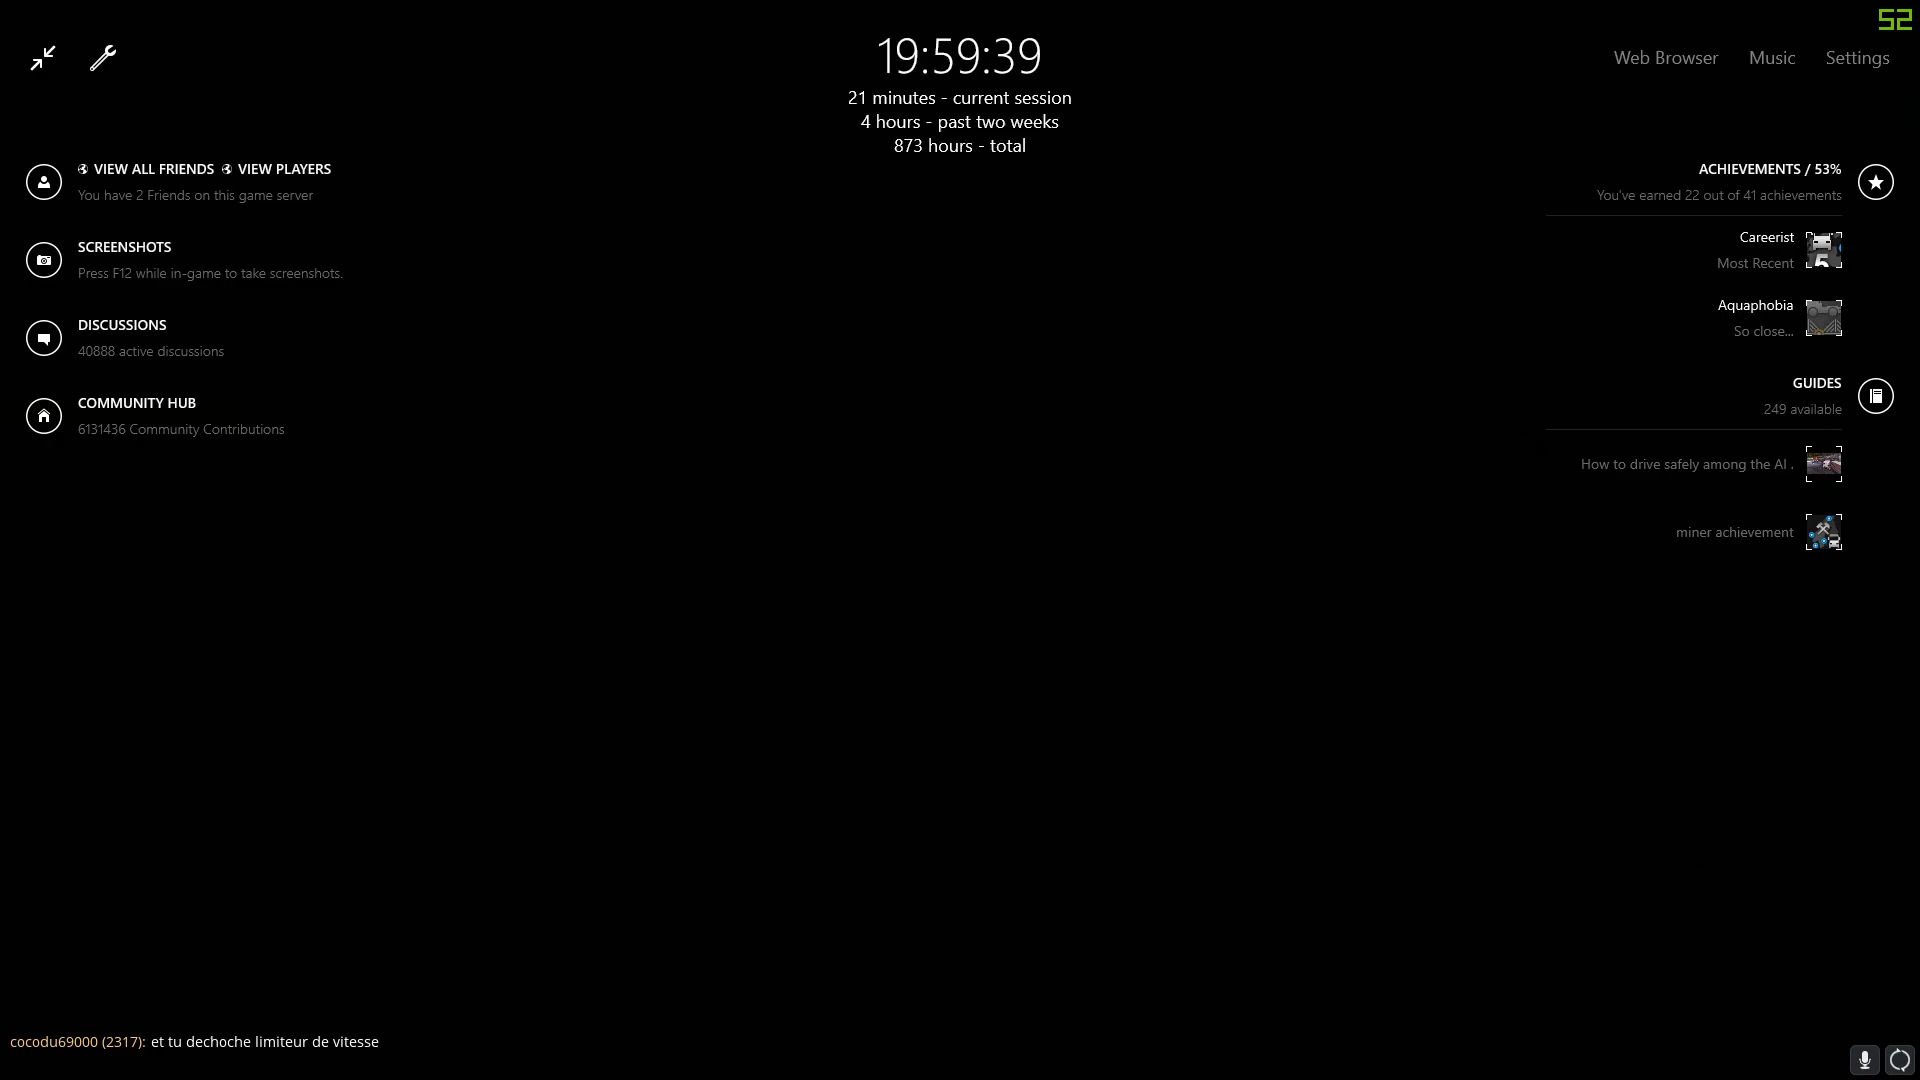 52
19:59:39
Web Browser Music Settings
21 minutes - current session
4 hours - past two weeks
873 hours - total
VIEW ALL FRIENDS VIEW PLAYERS
You have 2 Friends on this game server
SCREENSHOTS
Press F12 while in-game to take screenshots.
DISCUSSIONS
40888 active discussions
COMMUNITY HUB
6131436 Community Contributions
ACHIEVEMENTS / 53%
You've earned 22 out of 41 achievements
Careerist
Most Recent
5
Aquaphobia
So close...
GUIDES
249 available
How to drive safely among the AI .
miner achievement
cocodu69000 (2317): et tu dechoche limiteur de vitesse